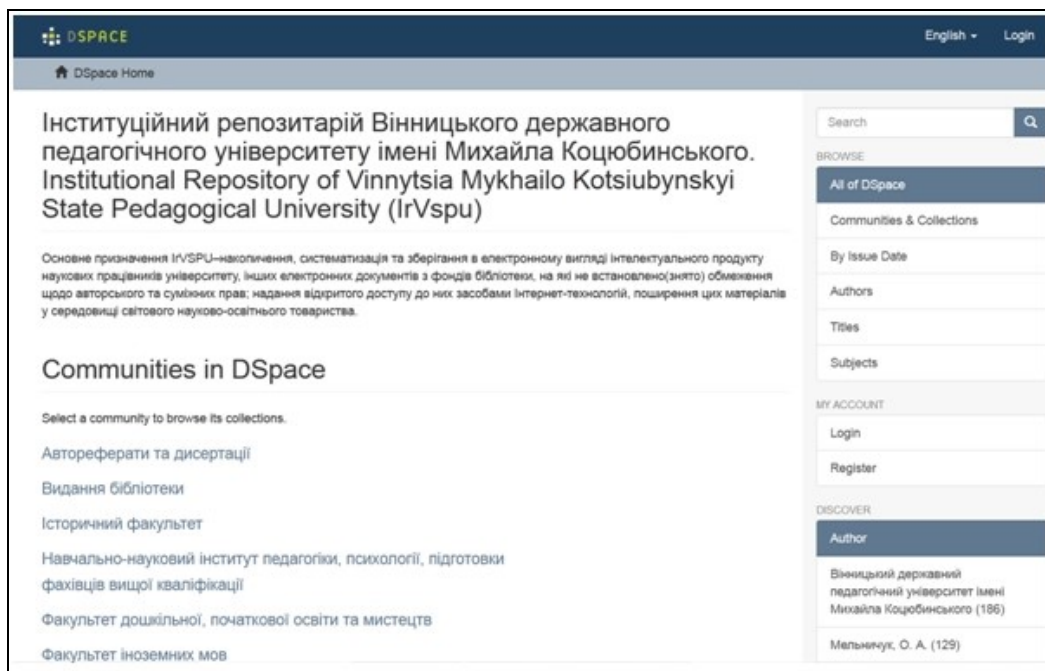 DSPACE
English
Login
DSpace Home
Інституційний репозитарій Вінницького державного
педагогічного університету імені Михайла Коцюбинського.
Institutional Repository of Vinnytsia Mykhailo Kotsiubynskyi
State Pedagogical University (IrVspu)
Основне призначення IrVSPU–накопичення, систематизація та зберігання в електронному вигляді інтелектуального продукту
наукових працівників університету, інших електронних документів з фондів бібліотеки, на які не встановлено(знято) обмеження
щодо авторського та суміжних прав; надання відкритого доступу до них засобами Інтернет-технологій, поширення цих матеріалів
у середовищі світового науково-освітнього товариства.
Communities in DSpace
Select a community to browse its collections.
Автореферати та дисертації
Видання бібліотеки
Історичний факультет
Навчально-науковий інститут педагогіки, психології, підготовки
фахівців вищої кваліфікації
Факультет дошкільної, початкової освіти та мистецтв
Факультет іноземних мов
Search
BROWSE
All of DSpace
Communities & Collections
By Issue Date
Authors
Titles
Subjects
MY ACCOUNT
Login
Register
DISCOVER
Author
Вінницький державний
педагогічний університет імені
Михайла Коцюбинського (186)
Мельничук, О. А. (129)